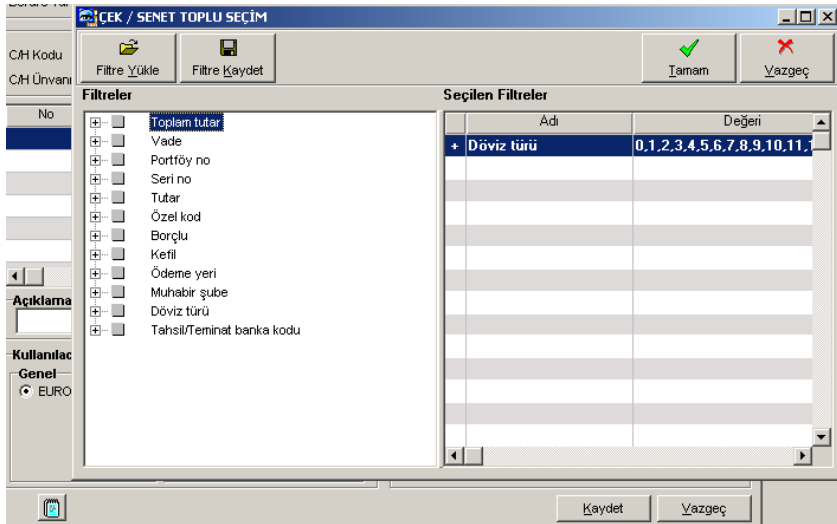 ÇEK / SENET TOPLU SEÇİM
C/H Kodu
C/H Ünvanı
Filtre Yükle
Filtre Kaydet
Tamam
Vazgeç
Filtreler
Seçilen Filtreler
No
Adı
Değeri
+ Döviz türü
0,1,2,3,4,5,6,7,8,9,10,11,1
Toplam tutar
Vade
Portföy no
Seri no
Tutar
Özel kod
Borçlu
Kefil
Ödeme yeri
Muhabir şube
Döviz türü
Tahsil/Teminat banka kodu
Açıklama
Kullanılac
Genel
EURO
Kaydet
Vazgeç